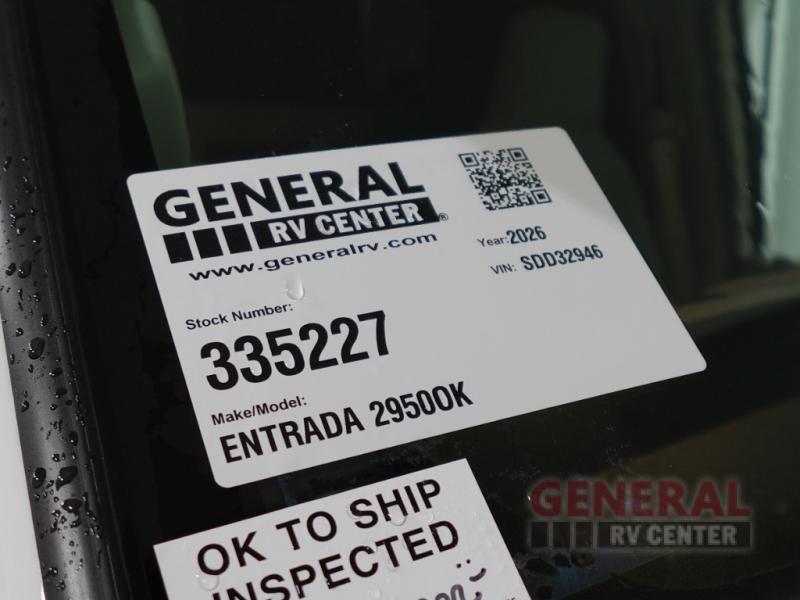 GENERAL
RV CENTER®
www.generalrv.com
Year: 2026
VIN: SDD32946
Stock Number:
335227
Make/Model:
ENTRADA 2950OK
OK TO SHIP
INSPECTED
GENERAL
RV CENTER